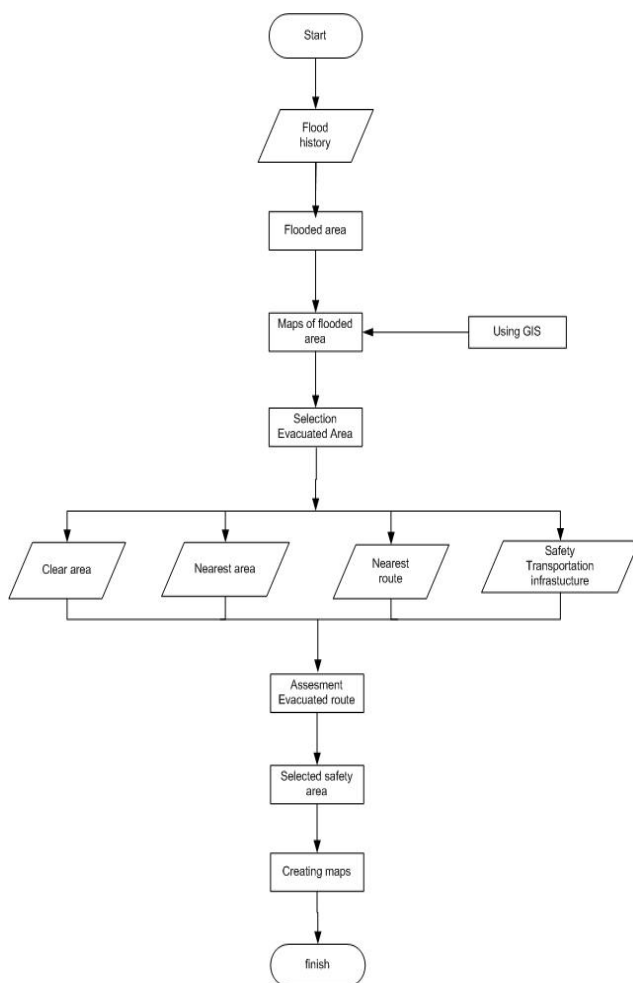 Start
Flood
history
Flooded area
Maps of flooded
area
Using GIS
Selection
Evacuated Area
Clear area
Nearest area
Nearest
route
Safety
Transportation
infrastucture
Assesment
Evacuated route
Selected safety
area
Creating maps
finish